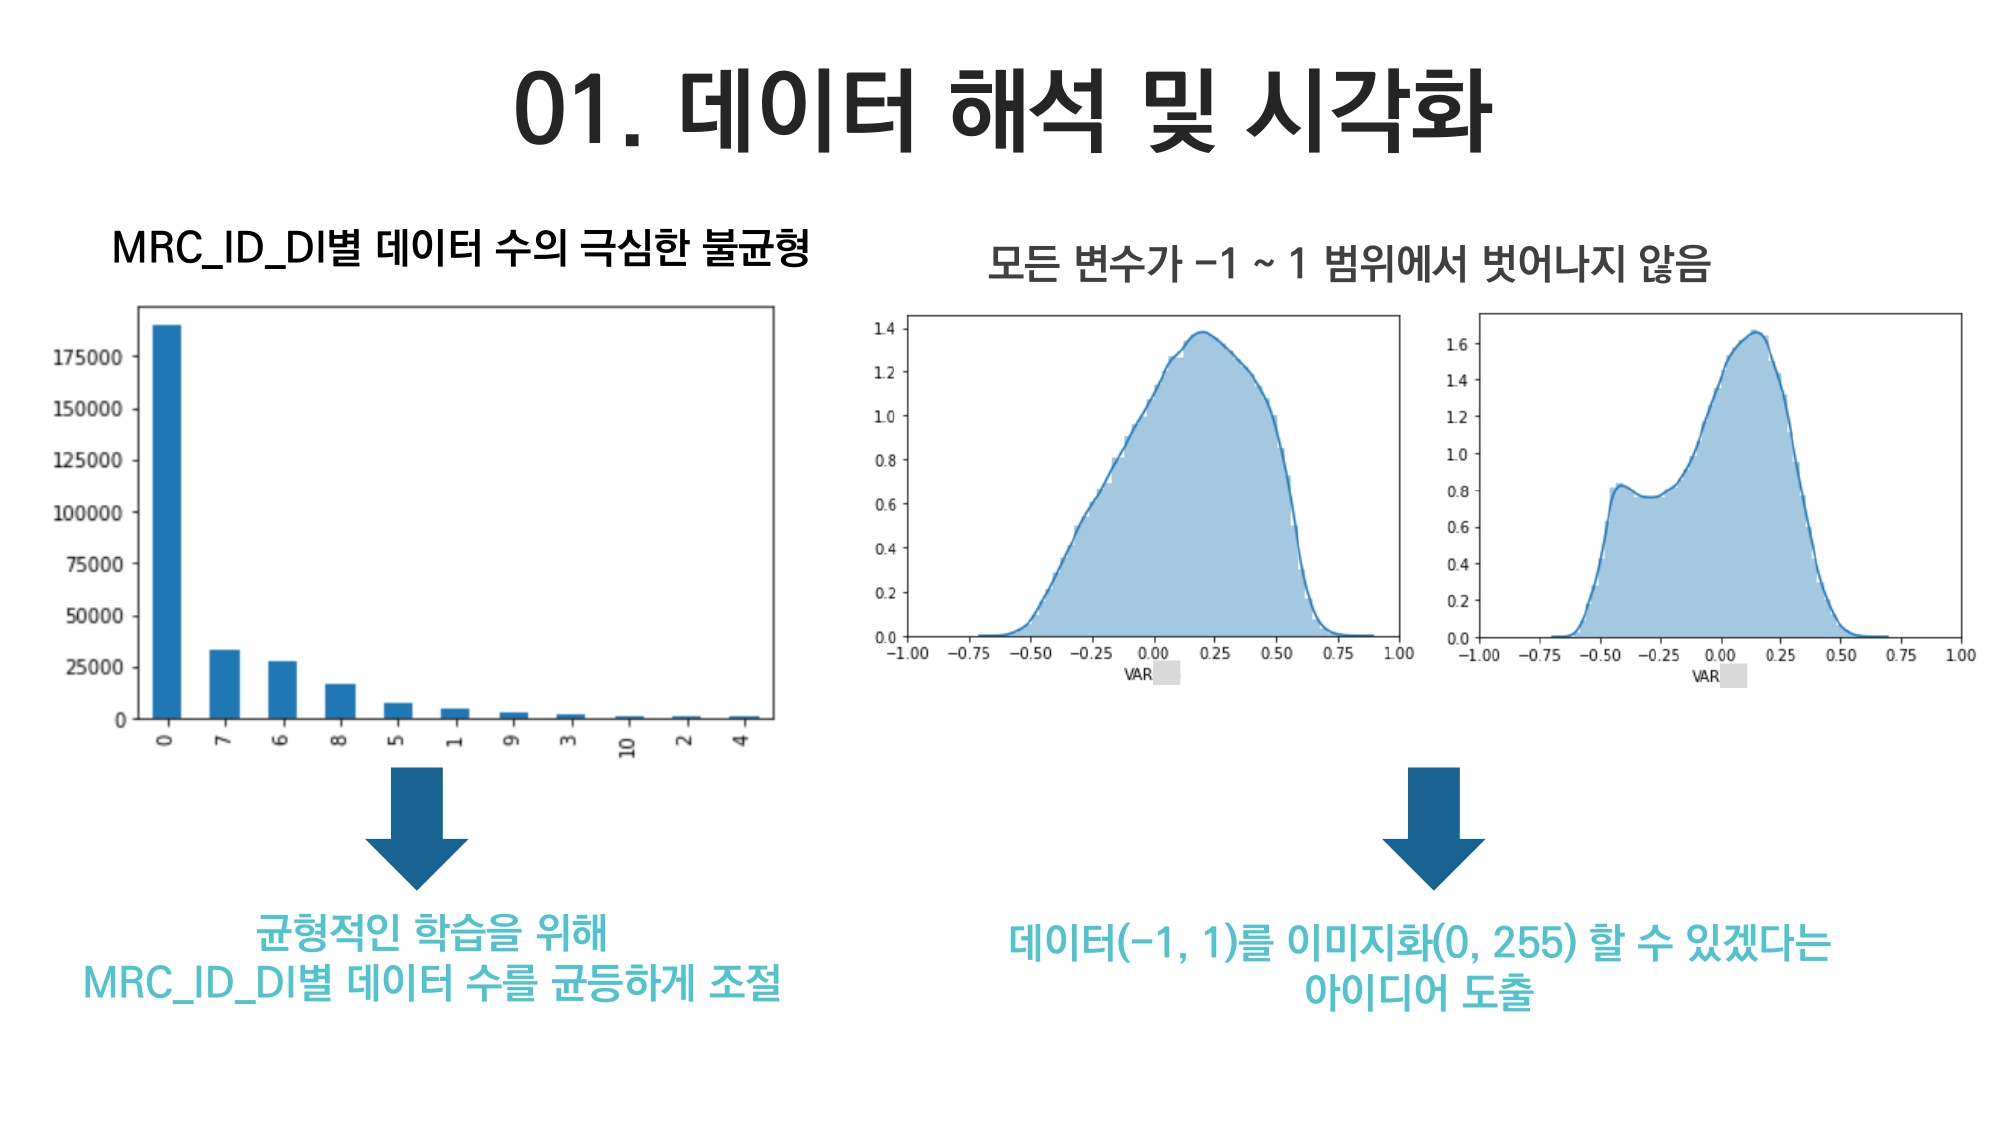 01. 데이터 해석 및 시각화
MRC_ID_DI별 데이터 수의 극심한 불균형
175000
150000
125000
100000
75000
50000
25000
0
0 7 6 8 5 1 9 3 10 2 4
모든 변수가 -1 ~ 1 범위에서 벗어나지 않음
1.4
1.2
1.0
0.8
0.6
0.4
0.2
0.0
−1.00 −0.75 −0.50 −0.25 0.00 0.25 0.50 0.75 1.00
VAR
1.6
1.4
1.2
1.0
0.8
0.6
0.4
0.2
0.0
−1.00 −0.75 −0.50 −0.25 0.00 0.25 0.50 0.75 1.00
VAR
균형적인 학습을 위해
MRC_ID_DI별 데이터 수를 균등하게 조절
데이터(-1, 1)를 이미지화(0, 255) 할 수 있겠다는
아이디어 도출